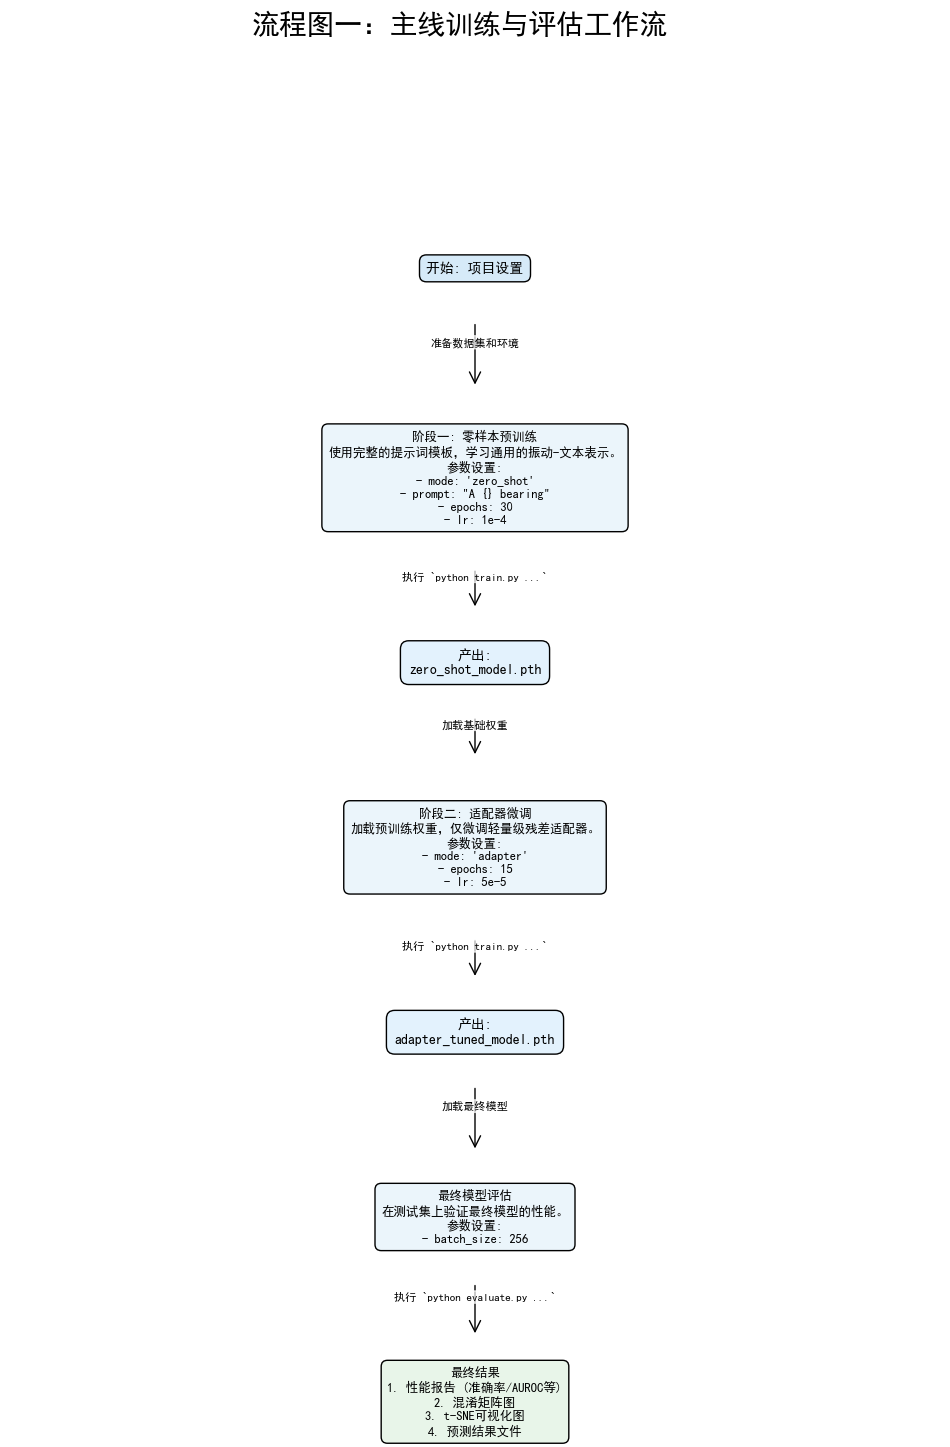 流程图一：主线训练与评估工作流
开始: 项目设置
准备数据集和环境
阶段一: 零样本预训练
使用完整的提示词模板，学习通用的振动-文本表示。
参数设置:
- mode: 'zero_shot'
- prompt: "A {} bearing"
- epochs: 30
- lr: 1e-4
执行 `python train.py ...`
产出:
zero_shot_model.pth
加载基础权重
阶段二: 适配器微调
加载预训练权重，仅微调轻量级残差适配器。
参数设置:
- mode: 'adapter'
- epochs: 15
- lr: 5e-5
执行 `python train.py ...`
产出:
adapter_tuned_model.pth
加载最终模型
最终模型评估
在测试集上验证最终模型的性能。
参数设置:
- batch_size: 256
执行 `python evaluate.py ...`
最终结果
1. 性能报告 (准确率/AUROC等)
2. 混淆矩阵图
3. t-SNE可视化图
4. 预测结果文件